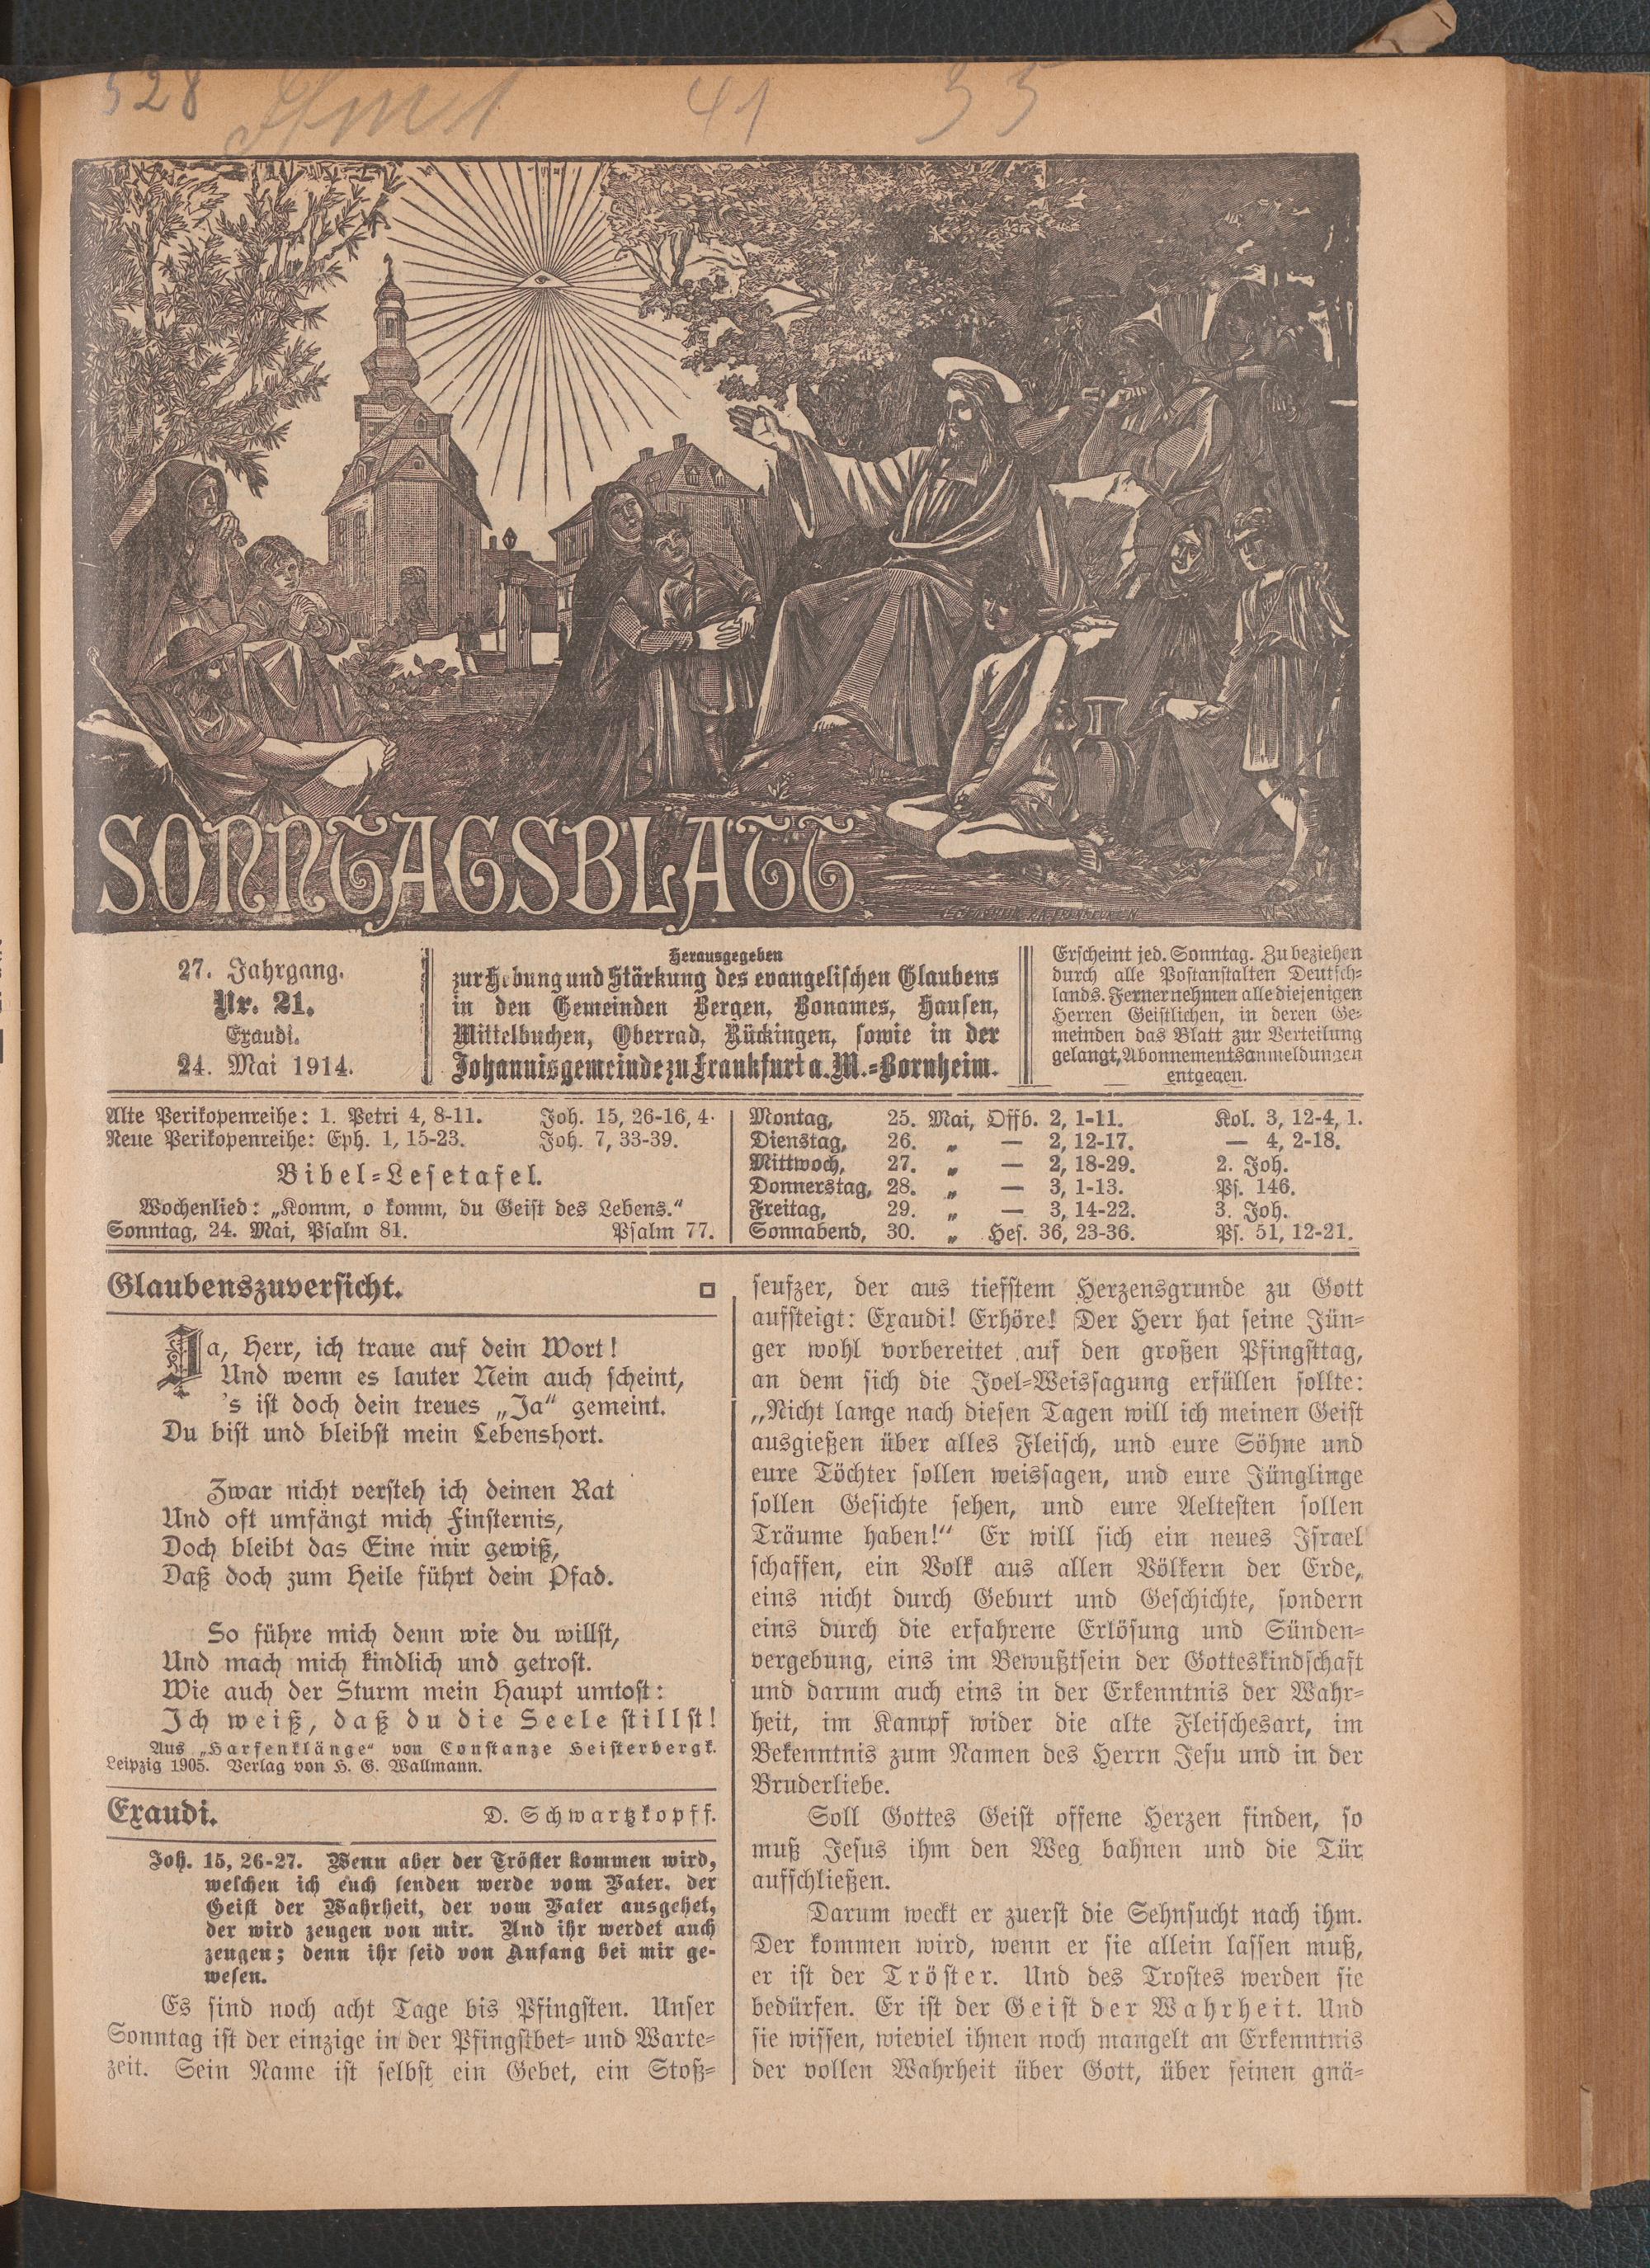 528
41
35
SONNTAGSBLATT
27. Jahrgang.
Nr. 21.
Exaudi.
24. Mai 1914.
Herausgegeben
zur Hebung und Stärkung des evangelischen Glaubens
in den Gemeinden Bergen, Bonames, Hausen,
Mittelbuchen, Oberrad, Rückingen, sowie in der
Johannisgemeinde zu Frankfurt a. M.-Bornheim.
Erscheint jed. Sonntag. Zu beziehen
durch alle Postanstalten Deutsch-
lands. Ferner nehmen alle diejenigen
Herren Geistlichen, in deren Ge-
meinden das Blatt zur Verteilung
gelangt, Abonnementsanmeldungen
entgegen.
Alte Perikopenreihe: 1. Petri 4, 8-11. Joh. 15, 26-16, 4.
Neue Perikopenreihe: Eph. 1, 15-23. Joh. 7, 33-39.
Bibel-Lesetafel.
Wochenlied: „Komm, o komm, du Geist des Lebens.“
Sonntag, 24. Mai, Psalm 81. Psalm 77.
Montag, 25. Mai, Offb. 2, 1-11. Kol. 3, 12-4, 1.
Dienstag, 26. „ — 2, 12-17. — 4, 2-18.
Mittwoch, 27. „ — 2, 18-29. 2. Joh.
Donnerstag, 28. „ — 3, 1-13. Ps. 146.
Freitag, 29. „ — 3, 14-22. 3. Joh.
Sonnabend, 30. „ Hes. 36, 23-36. Ps. 51, 12-21.
Glaubenszuversicht.
Ja, Herr, ich traue auf dein Wort!
Und wenn es lauter Nein auch scheint,
's ist doch dein treues „Ja“ gemeint.
Du bist und bleibst mein Lebenshort.
Zwar nicht versteh ich deinen Rat
Und oft umfängt mich Finsternis,
Doch bleibt das Eine mir gewiß,
Daß doch zum Heile führt dein Pfad.
So führe mich denn wie du willst,
Und mach mich kindlich und getrost.
Wie auch der Sturm mein Haupt umtost:
Ich weiß, daß du die Seele stillst!
Aus „Harfenklänge“ von Constanze Heisterbergk.
Leipzig 1905. Verlag von H. G. Wallmann.
Exaudi. D. Schwartzkopff.
Joh. 15, 26-27. Wenn aber der Tröster kommen wird,
welchen ich euch senden werde vom Vater, der
Geist der Wahrheit, der vom Vater ausgehet,
der wird zeugen von mir. Und ihr werdet auch
zeugen; denn ihr seid von Anfang bei mir ge-
wesen.
Es sind noch acht Tage bis Pfingsten. Unser
Sonntag ist der einzige in der Pfingstbet- und Warte-
zeit. Sein Name ist selbst ein Gebet, ein Stoß-
seufzer, der aus tiefstem Herzensgrunde zu Gott
aufsteigt: Exaudi! Erhöre! Der Herr hat seine Jün-
ger wohl vorbereitet auf den großen Pfingsttag,
an dem sich die Joel-Weissagung erfüllen sollte:
„Nicht lange nach diesen Tagen will ich meinen Geist
ausgießen über alles Fleisch, und eure Söhne und
eure Töchter sollen weissagen, und eure Jünglinge
sollen Gesichte sehen, und eure Aeltesten sollen
Träume haben!“ Er will sich ein neues Israel
schaffen, ein Volk aus allen Völkern der Erde,
eins nicht durch Geburt und Geschichte, sondern
eins durch die erfahrene Erlösung und Sünden-
vergebung, eins im Bewußtsein der Gotteskindschaft
und darum auch eins in der Erkenntnis der Wahr-
heit, im Kampf wider die alte Fleischesart, im
Bekenntnis zum Namen des Herrn Jesu und in der
Bruderliebe.
Soll Gottes Geist offene Herzen finden, so
muß Jesus ihm den Weg bahnen und die Tür
aufschließen.
Darum weckt er zuerst die Sehnsucht nach ihm.
Der kommen wird, wenn er sie allein lassen muß,
er ist der Tröster. Und des Trostes werden sie
bedürfen. Er ist der Geist der Wahrheit. Und
sie wissen, wieviel ihnen noch mangelt an Erkenntnis
der vollen Wahrheit über Gott, über seinen gnä-